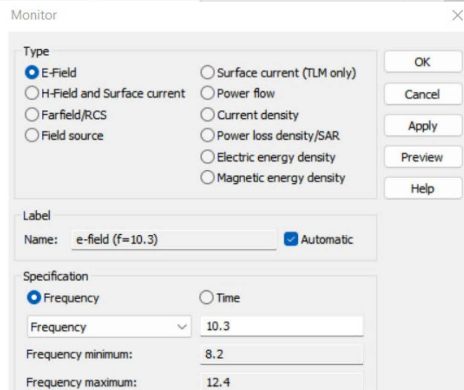 Monitor
Type
E-Field
H-Field and Surface current
Farfield/RCS
Field source
Surface current (TLM only)
Power flow
Current density
Power loss density/SAR
Electric energy density
Magnetic energy density
OK
Cancel
Apply
Preview
Help
Label
Name: e-field (f=10.3) Automatic
Specification
Frequency Time
Frequency 10.3
Frequency minimum: 8.2
Frequency maximum: 12.4